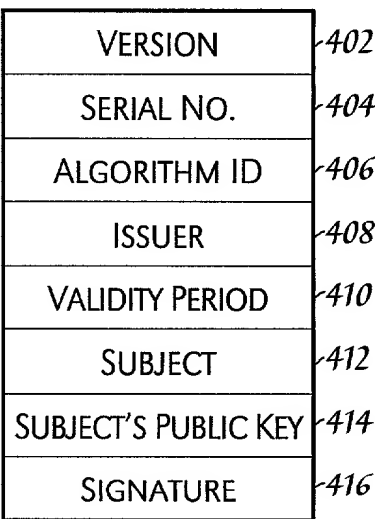 VERSION 402
SERIAL NO. 404
ALGORITHM ID 406
ISSUER 408
VALIDITY PERIOD 410
SUBJECT 412
SUBJECT'S PUBLIC KEY 414
SIGNATURE 416